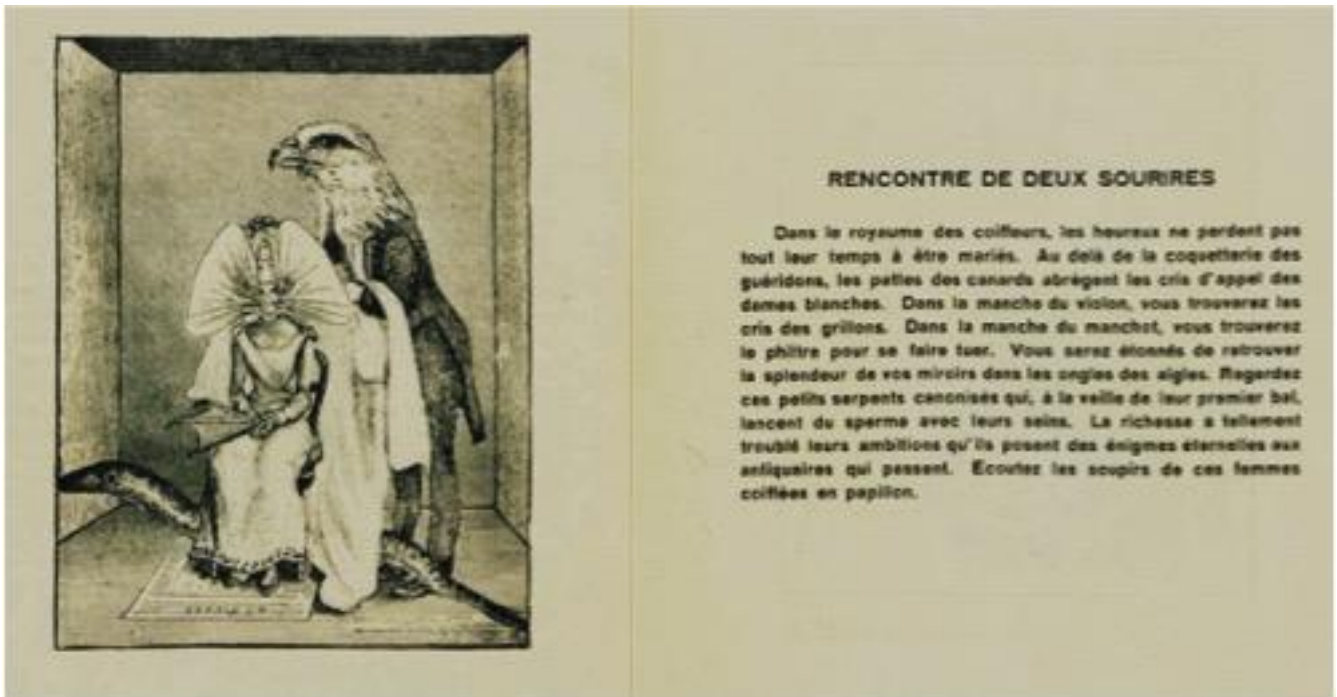 RENCONTRE DE DEUX SOURIRES
Dans le royaume des coiffeurs, les heureux ne perdent pas
tout leur temps à être mariés. Au delà de la coquetterie des
guéridons, les pattes des canards abrègent les cris d'appel des
dames blanches. Dans la manche du violon, vous trouverez les
cris des grillons. Dans la manche du manchot, vous trouverez
le philtre pour se faire tuer. Vous serez étonnés de retrouver
la splendeur de vos miroirs dans les ongles des aigles. Regardez
ces petits serpents canonisés qui, à la veille de leur premier bal,
lancent du sperme avec leurs seins. La richesse a tellement
troublé leurs ambitions qu'ils posent des énigmes éternelles aux
antiquaires qui passent. Ecoutez les soupirs de ces femmes
coiffées en papillon.